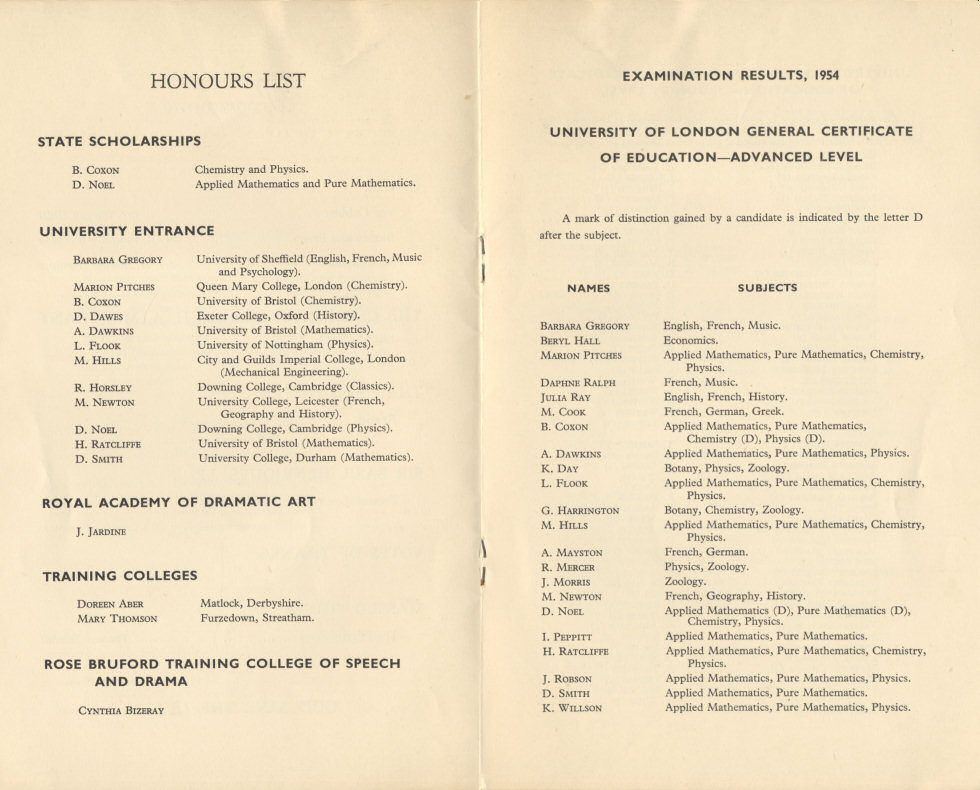 HONOURS LIST
STATE SCHOLARSHIPS
B. COXON Chemistry and Physics.
D. NOEL Applied Mathematics and Pure Mathematics.
UNIVERSITY ENTRANCE
BARBARA GREGORY University of Sheffield (English, French, Music
and Psychology).
MARION PITCHES Queen Mary College, London (Chemistry).
B. COXON University of Bristol (Chemistry).
D. DAWES Exeter College, Oxford (History).
A. DAWKINS University of Bristol (Mathematics).
L. FLOOK University of Nottingham (Physics).
M. HILLS City and Guilds Imperial College, London
(Mechanical Engineering).
R. HORSLEY Downing College, Cambridge (Classics).
M. NEWTON University College, Leicester (French,
Geography and History).
D. NOEL Downing College, Cambridge (Physics).
H. RATCLIFFE University of Bristol (Mathematics).
D. SMITH University College, Durham (Mathematics).
ROYAL ACADEMY OF DRAMATIC ART
J. JARDINE
TRAINING COLLEGES
DOREEN ABER Matlock, Derbyshire.
MARY THOMSON Furzedown, Streatham.
ROSE BRUFORD TRAINING COLLEGE OF SPEECH
AND DRAMA
CYNTHIA BIZERAY
EXAMINATION RESULTS, 1954
UNIVERSITY OF LONDON GENERAL CERTIFICATE
OF EDUCATION—ADVANCED LEVEL
A mark of distinction gained by a candidate is indicated by the letter D
after the subject.
NAMES SUBJECTS
BARBARA GREGORY English, French, Music.
BERYL HALL Economics.
MARION PITCHES Applied Mathematics, Pure Mathematics, Chemistry,
Physics.
DAPHNE RALPH French, Music.
JULIA RAY English, French, History.
M. COOK French, German, Greek.
B. COXON Applied Mathematics, Pure Mathematics,
Chemistry (D), Physics (D).
A. DAWKINS Applied Mathematics, Pure Mathematics, Physics.
K. DAY Botany, Physics, Zoology.
L. FLOOK Applied Mathematics, Pure Mathematics, Chemistry,
Physics.
G. HARRINGTON Botany, Chemistry, Zoology.
M. HILLS Applied Mathematics, Pure Mathematics, Chemistry,
Physics.
A. MAYSTON French, German.
R. MERCER Physics, Zoology.
J. MORRIS Zoology.
M. NEWTON French, Geography, History.
D. NOEL Applied Mathematics (D), Pure Mathematics (D),
Chemistry, Physics.
I. PEPPITT Applied Mathematics, Pure Mathematics.
H. RATCLIFFE Applied Mathematics, Pure Mathematics, Chemistry,
Physics.
J. ROBSON Applied Mathematics, Pure Mathematics, Physics.
D. SMITH Applied Mathematics, Pure Mathematics.
K. WILLSON Applied Mathematics, Pure Mathematics, Physics.